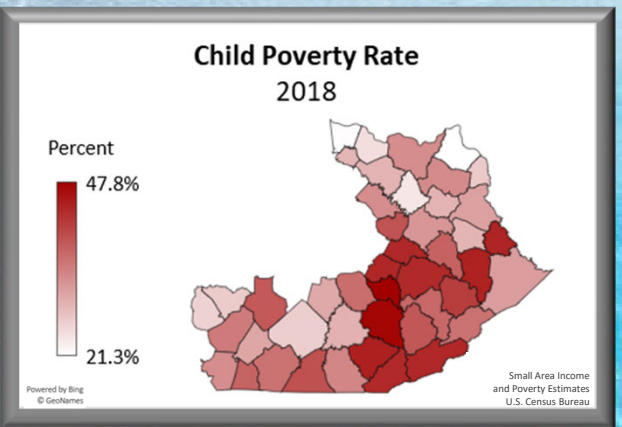 Child Poverty Rate
2018
Percent
47.8%
21.3%
Small Area Income
and Poverty Estimates
U.S. Census Bureau
Powered by Bing
© GeoNames